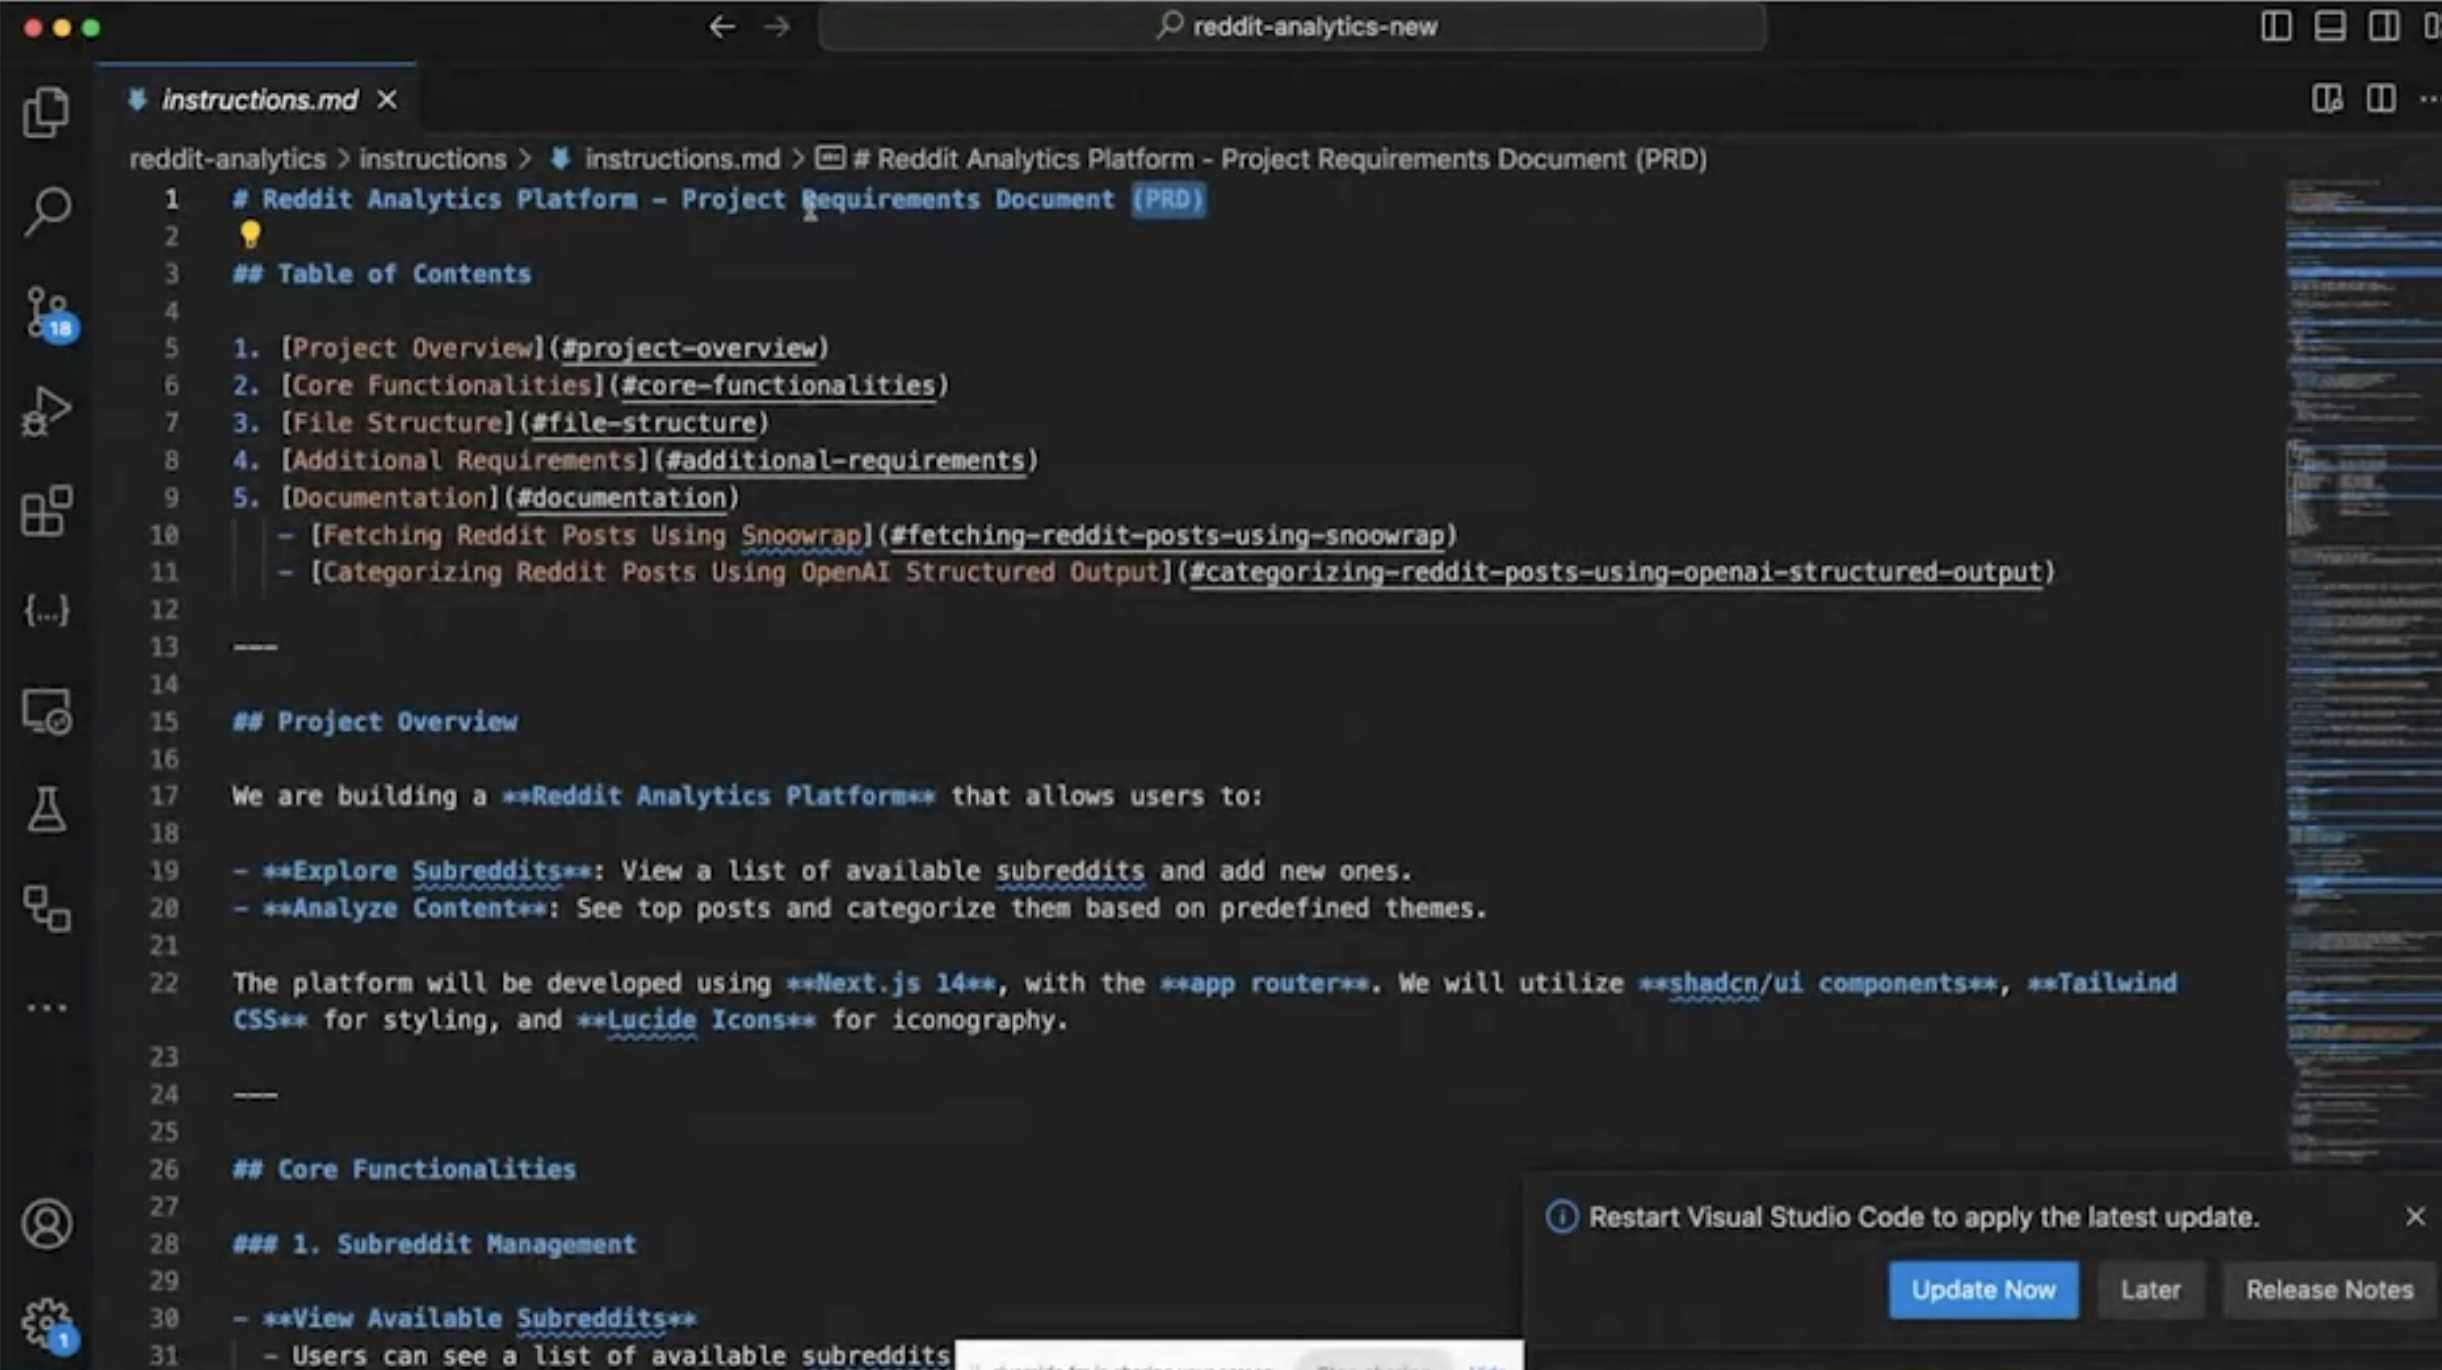 reddit-analytics-new
instructions.md
reddit-analytics > instructions > instructions.md > # Reddit Analytics Platform - Project Requirements Document (PRD)
1 # Reddit Analytics Platform - Project Requirements Document (PRD)
2
3 ## Table of Contents
4
5 1. [Project Overview](#project-overview)
6 2. [Core Functionalities](#core-functionalities)
7 3. [File Structure](#file-structure)
8 4. [Additional Requirements](#additional-requirements)
9 5. [Documentation](#documentation)
10 - [Fetching Reddit Posts Using Snoowrap](#fetching-reddit-posts-using-snoowrap)
11 - [Categorizing Reddit Posts Using OpenAI Structured Output](#categorizing-reddit-posts-using-openai-structured-output)
12
13 ---
14
15 ## Project Overview
16
17 We are building a **Reddit Analytics Platform** that allows users to:
18
19 - **Explore Subreddits**: View a list of available subreddits and add new ones.
20 - **Analyze Content**: See top posts and categorize them based on predefined themes.
21
22 The platform will be developed using **Next.js 14**, with the **app router**. We will utilize **shadcn/ui components**, **Tailwind
CSS** for styling, and **Lucide Icons** for iconography.
23
24 ---
25
26 ## Core Functionalities
27
28 ### 1. Subreddit Management
29
30 - **View Available Subreddits**
31 - Users can see a list of available subreddits
18
1
Restart Visual Studio Code to apply the latest update.
Update Now
Later
Release Notes